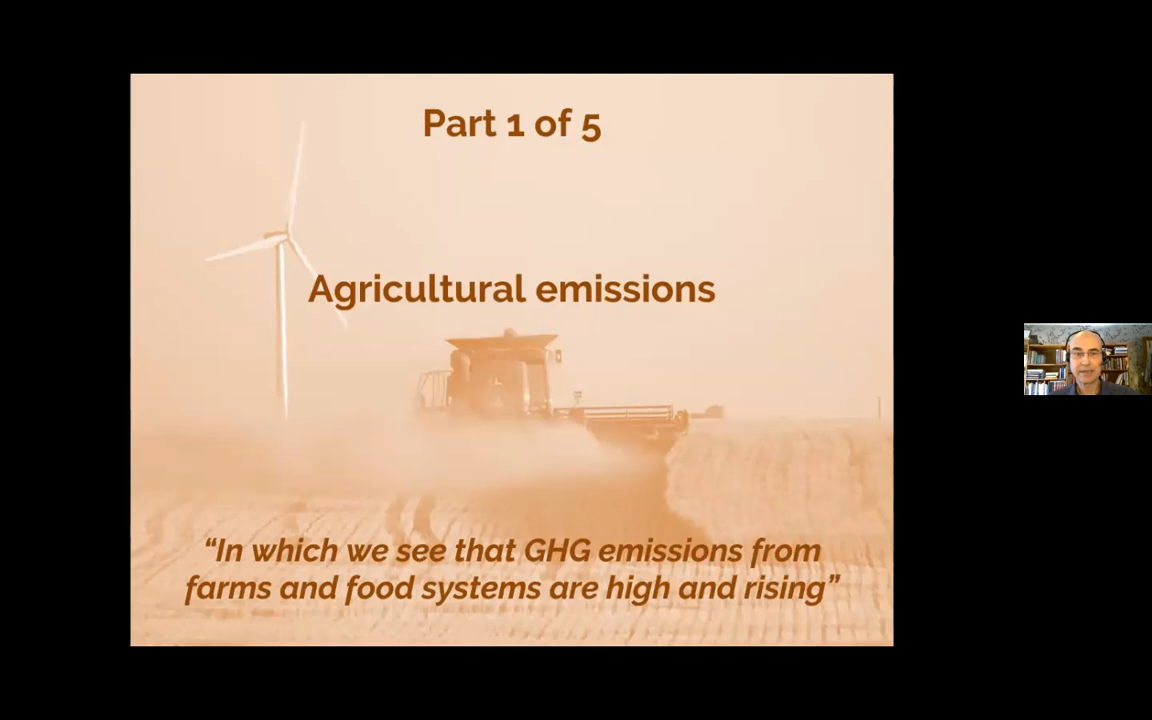 Part 1 of 5
Agricultural emissions
“In which we see that GHG emissions from
farms and food systems are high and rising”